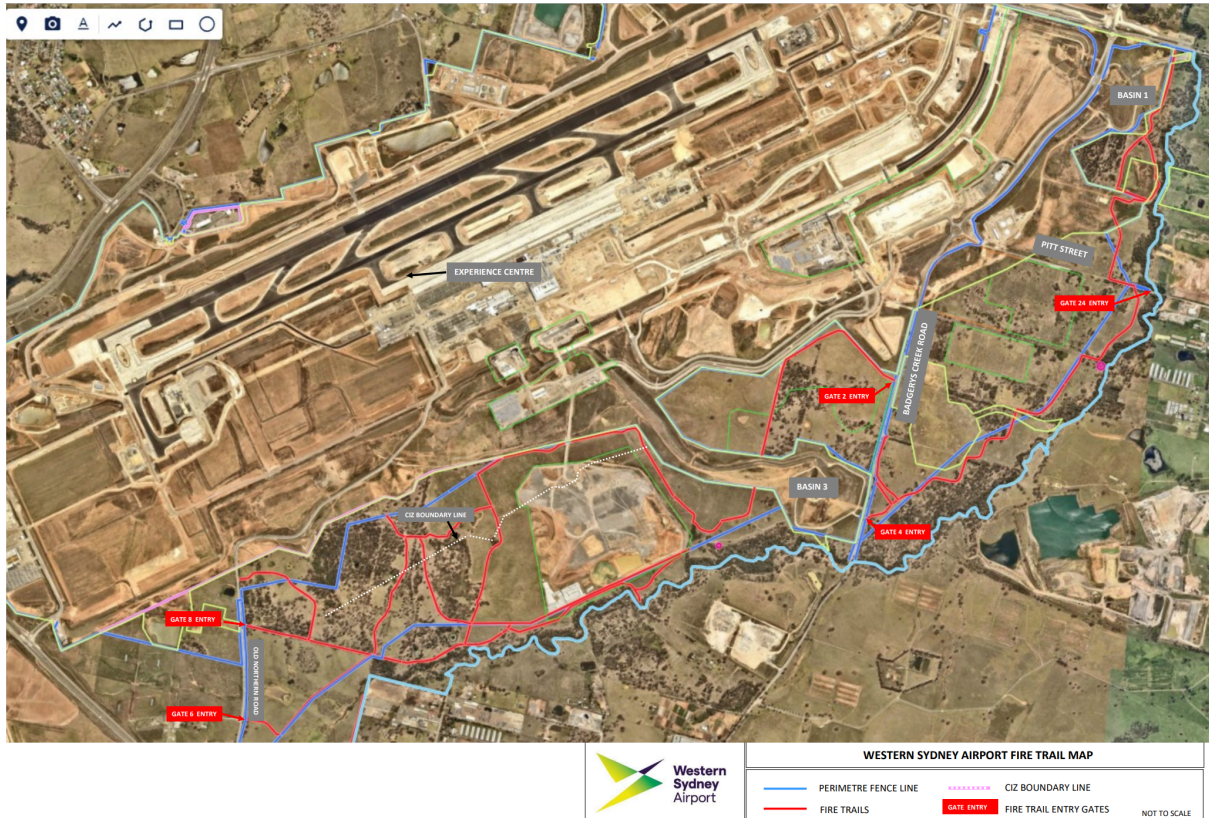 BASIN 1
PITT STREET
EXPERIENCE CENTRE
GATE 24 ENTRY
BADGERYS CREEK ROAD
GATE 2 ENTRY
BASIN 3
CIZ BOUNDARY LINE
GATE 4 ENTRY
GATE 8 ENTRY
OLD NORTHERN ROAD
GATE 6 ENTRY
Western
Sydney
Airport
WESTERN SYDNEY AIRPORT FIRE TRAIL MAP
PERIMETRE FENCE LINE
CIZ BOUNDARY LINE
FIRE TRAILS
GATE ENTRY
FIRE TRAIL ENTRY GATES
NOT TO SCALE